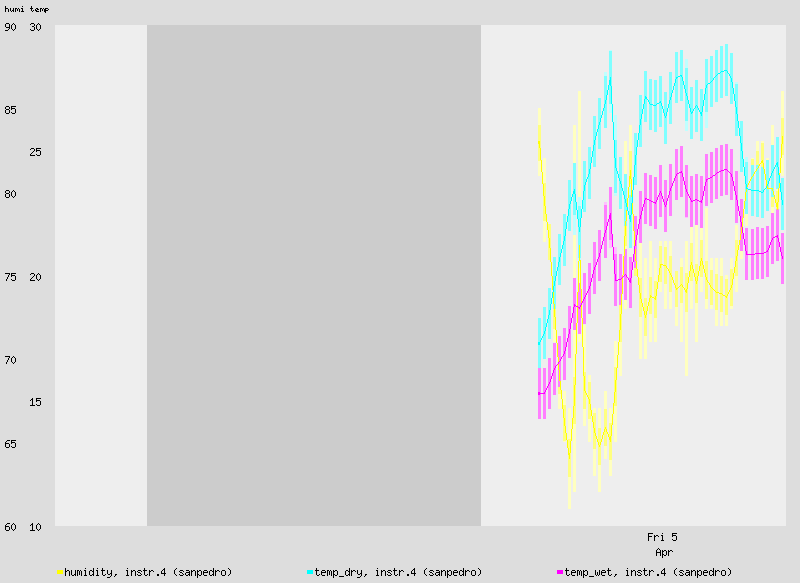 humi temp
90 30
85
25
80
75 20
70
15
65
60 10
Fri 5
Apr
humidity, instr.4 (sanpedro) temp_dry, instr.4 (sanpedro) temp_wet, instr.4 (sanpedro)